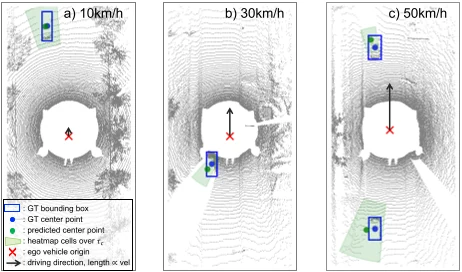 a) 10km/h
b) 30km/h
c) 50km/h
: GT bounding box
: GT center point
: predicted center point
: heatmap cells over τ_c
: ego vehicle origin
: driving direction, length ∝ vel